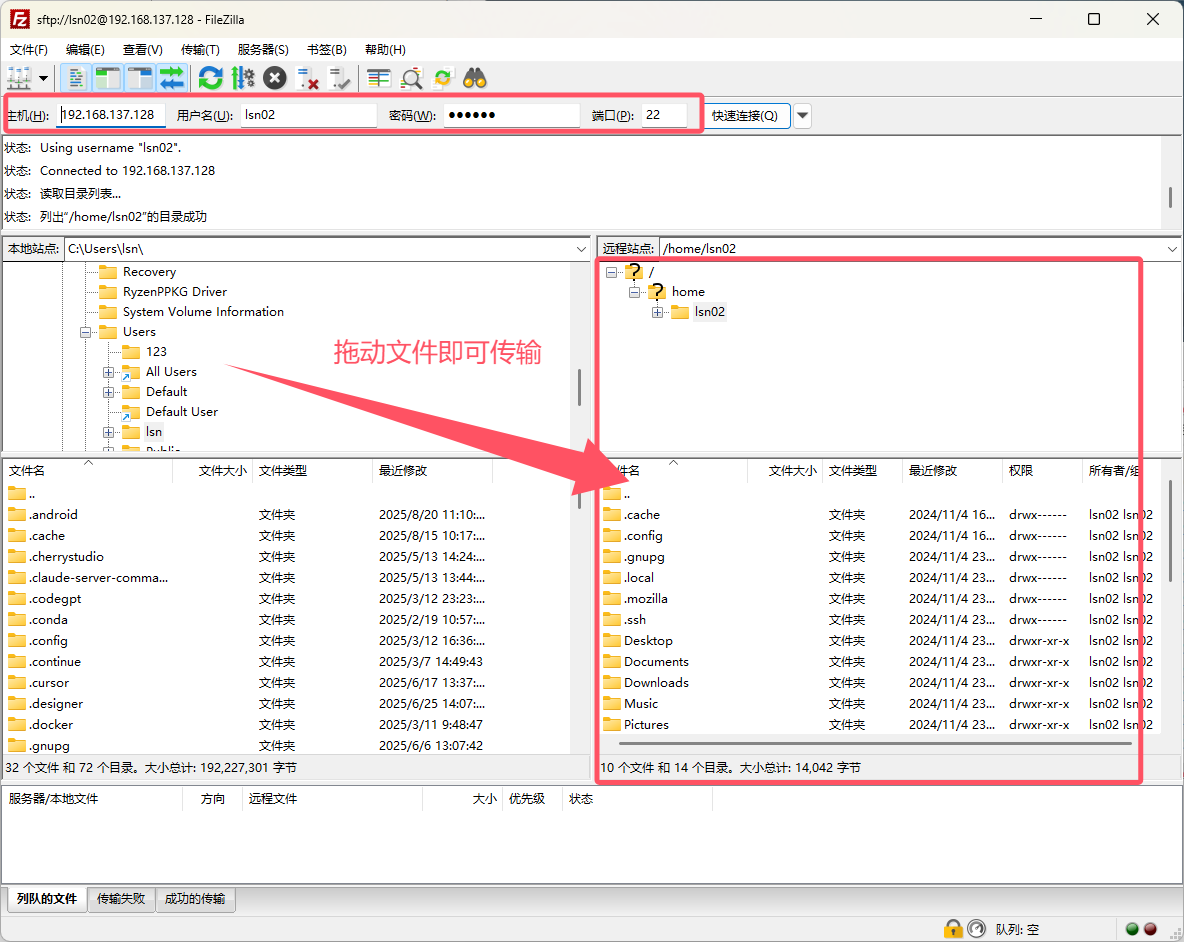 sftp://lsn02@192.168.137.128 - FileZilla
文件(F) 编辑(E) 查看(V) 传输(T) 服务器(S) 书签(B) 帮助(H)
主机(H): 192.168.137.128 用户名(U): lsn02 密码(W): ●●●●●● 端口(P): 22 快速连接(Q)
状态: Using username "lsn02".
状态: Connected to 192.168.137.128
状态: 读取目录列表...
状态: 列出"/home/lsn02"的目录成功
本地站点: C:\Users\lsn\
Recovery
RyzenPPKG Driver
System Volume Information
Users
123
All Users
Default
Default User
lsn
Public
远程站点: /home/lsn02
/
home
lsn02
拖动文件即可传输
文件名 文件大小 文件类型 最近修改
..
.android 文件夹 2025/8/20 11:10:...
.cache 文件夹 2025/8/15 10:17:...
.cherrystudio 文件夹 2025/5/13 14:24:...
.claude-server-comma... 文件夹 2025/5/13 13:44:...
.codegpt 文件夹 2025/3/12 23:23:...
.conda 文件夹 2025/2/19 10:57:...
.config 文件夹 2025/3/12 16:36:...
.continue 文件夹 2025/3/7 14:49:43
.cursor 文件夹 2025/6/17 13:37:...
.designer 文件夹 2025/6/25 14:07:...
.docker 文件夹 2025/3/11 9:48:47
.gnupg 文件夹 2025/6/6 13:07:42
32 个文件 和 72 个目录。大小总计: 192,227,301 字节
件名 文件大小 文件类型 最近修改 权限 所有者/组
..
.cache 文件夹 2024/11/4 16... drwx------ lsn02 lsn02
.config 文件夹 2024/11/4 16... drwx------ lsn02 lsn02
.gnupg 文件夹 2024/11/4 23... drwx------ lsn02 lsn02
.local 文件夹 2024/11/4 23... drwx------ lsn02 lsn02
.mozilla 文件夹 2024/11/4 23... drwx------ lsn02 lsn02
.ssh 文件夹 2024/11/4 23... drwx------ lsn02 lsn02
Desktop 文件夹 2024/11/4 23... drwxr-xr-x lsn02 lsn02
Documents 文件夹 2024/11/4 23... drwxr-xr-x lsn02 lsn02
Downloads 文件夹 2024/11/4 23... drwxr-xr-x lsn02 lsn02
Music 文件夹 2024/11/4 23... drwxr-xr-x lsn02 lsn02
Pictures 文件夹 2024/11/4 23... drwxr-xr-x lsn02 lsn02
10 个文件 和 14 个目录。大小总计: 14,042 字节
服务器/本地文件 方向 远程文件 大小 优先级 状态
列队的文件 传输失败 成功的传输
队列: 空